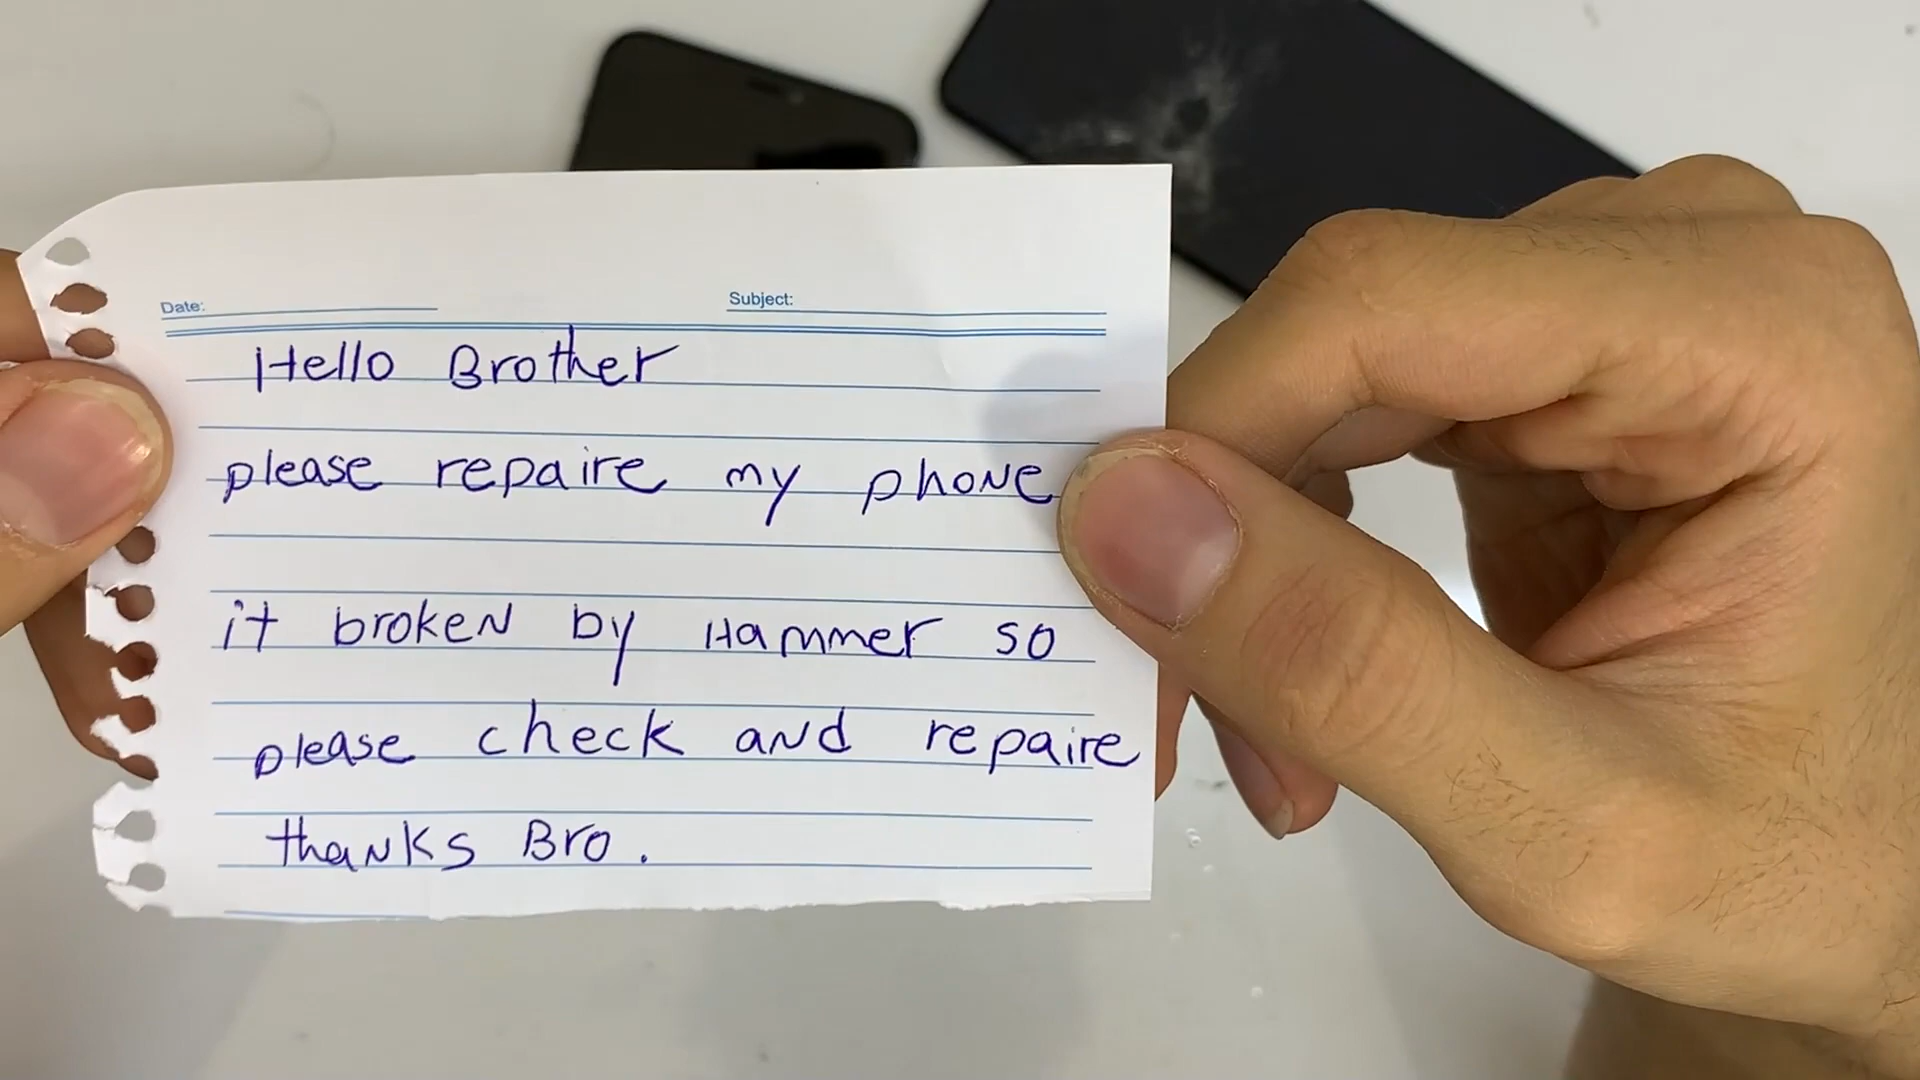 Date: Subject:
Hello Brother
please repaire my phone
it broken by Hammer so
please check and repaire
thanks Bro.